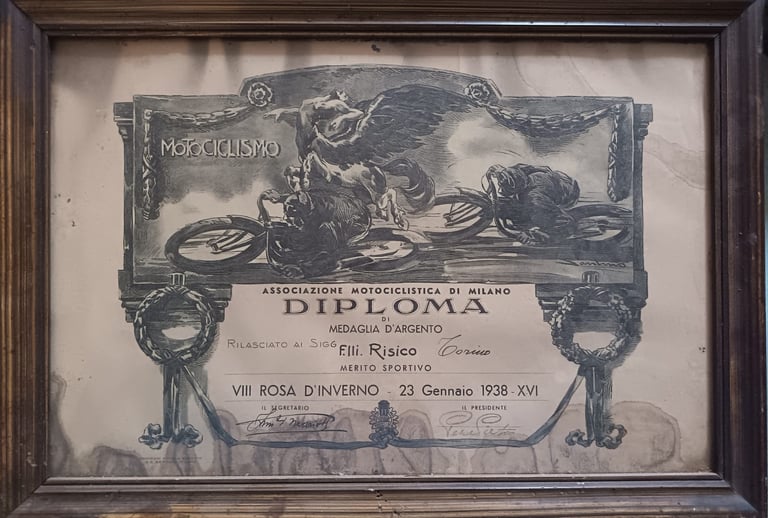 MOTOCICLISMO
ASSOCIAZIONE MOTOCICLISTICA DI MILANO
DIPLOMA
DI
MEDAGLIA D'ARGENTO
RILASCIATO AI SIGG F.lli. Risico Torino
MERITO SPORTIVO
VIII ROSA D'INVERNO - 23 Gennaio 1938-XVI
IL SEGRETARIO IL PRESIDENTE